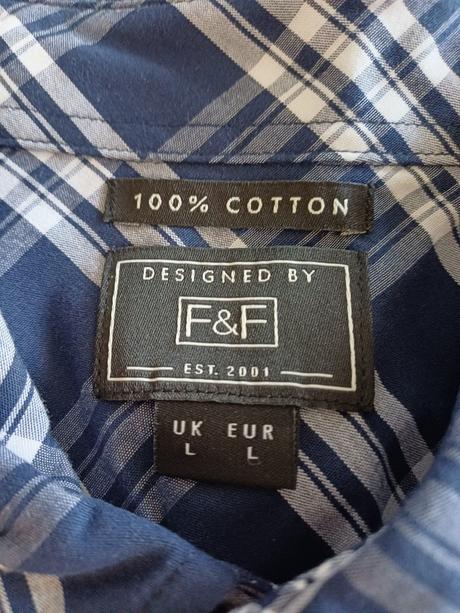 100% COTTON
DESIGNED BY
F&F
EST. 2001
UK EUR
L L